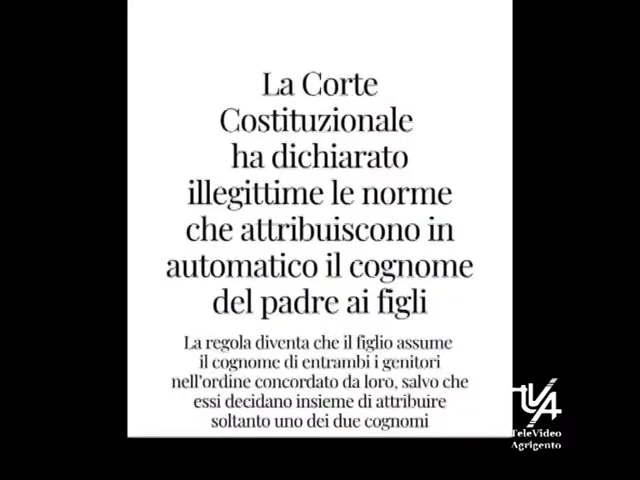 La Corte
Costituzionale
ha dichiarato
illegittime le norme
che attribuiscono in
automatico il cognome
del padre ai figli
La regola diventa che il figlio assume
il cognome di entrambi i genitori
nell'ordine concordato da loro, salvo che
essi decidano insieme di attribuire
soltanto uno dei due cognomi
TVA
TeleVideo
Agrigento